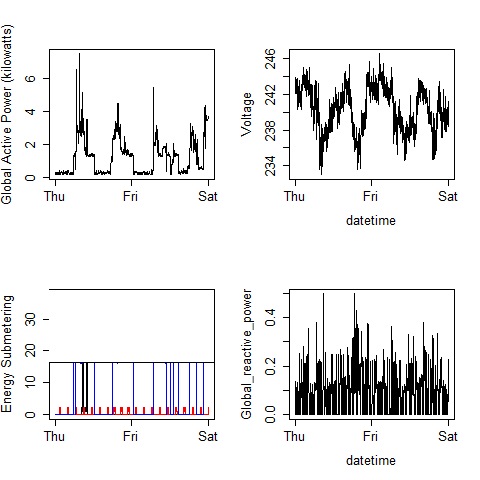 Global Active Power (kilowatts)
0 2 4 6
Thu Fri Sat
Voltage
234 238 242 246
Thu Fri Sat
datetime
Energy Submetering
0 10 20 30
Thu Fri Sat
Global_reactive_power
0.0 0.2 0.4
Thu Fri Sat
datetime